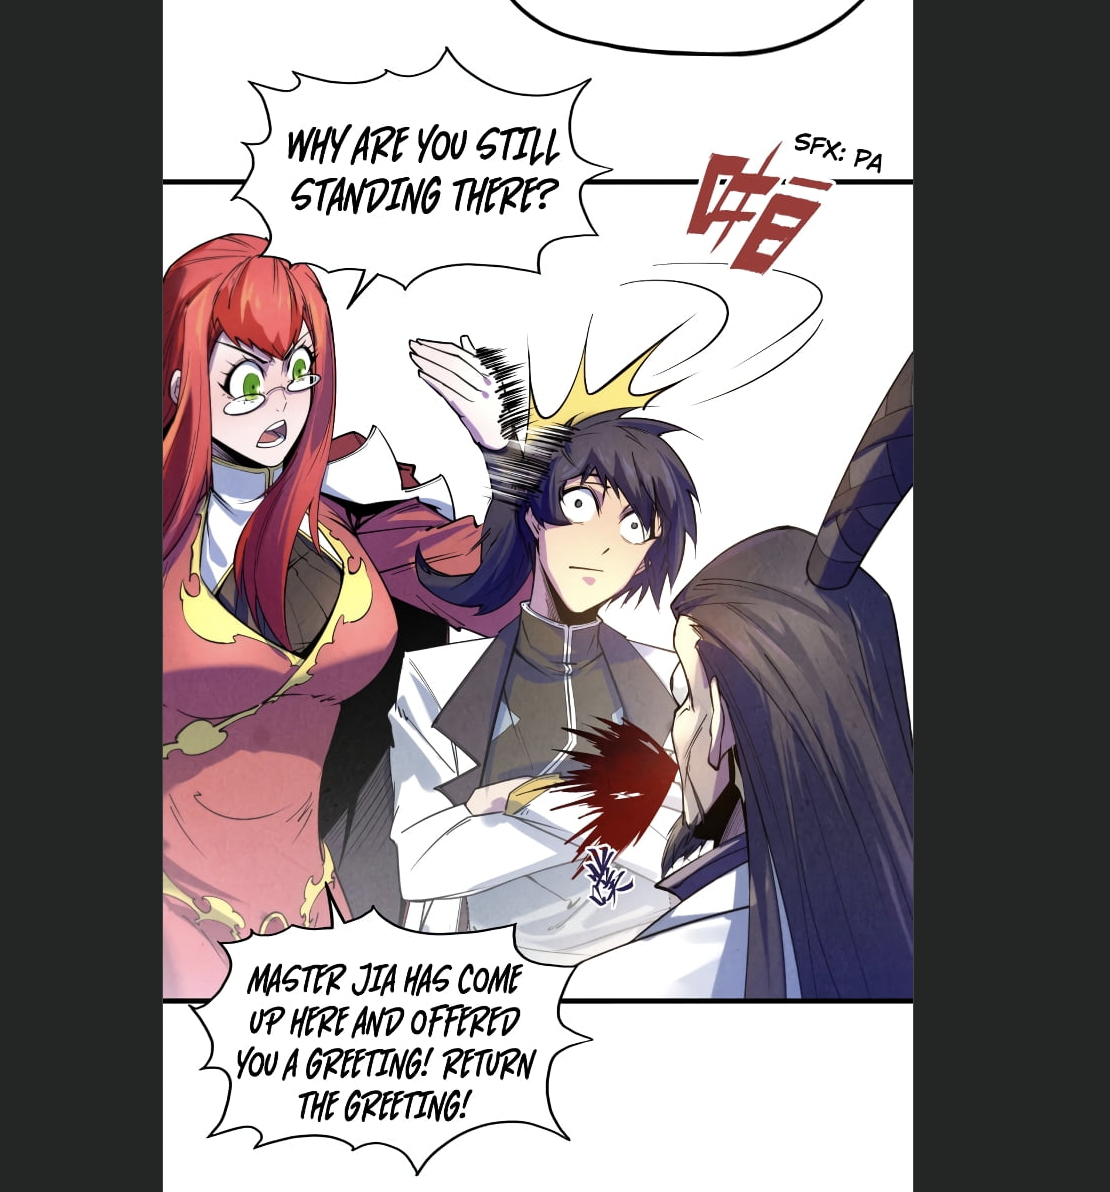 WHY ARE YOU STILL
STANDING THERE?
SFX: PA
MASTER JIA HAS COME
UP HERE AND OFFERED
YOU A GREETING! RETURN
THE GREETING!